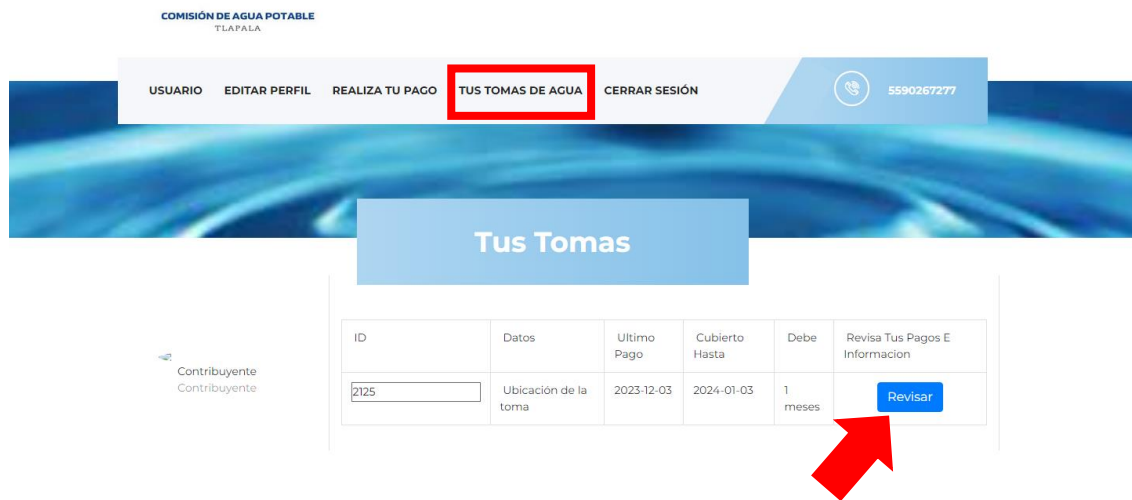 COMISIÓN DE AGUA POTABLE
TLAPALA
USUARIO EDITAR PERFIL REALIZA TU PAGO TUS TOMAS DE AGUA CERRAR SESIÓN 5590267277
Tus Tomas
ID Datos Ultimo Pago Cubierto Hasta Debe Revisa Tus Pagos E Informacion
Contribuyente
Contribuyente
2125 Ubicación de la toma 2023-12-03 2024-01-03 1 meses Revisar